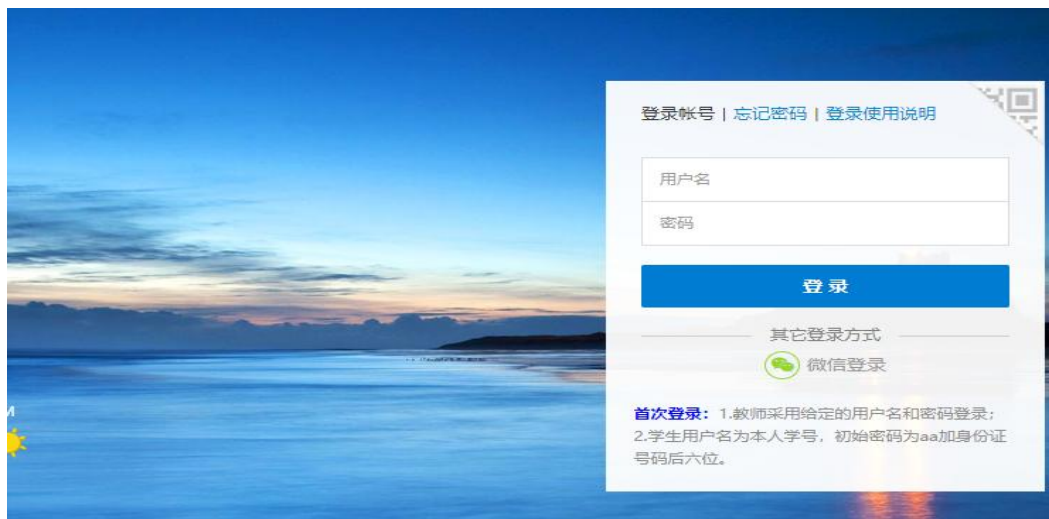 登录帐号 | 忘记密码 | 登录使用说明
用户名
密码
登 录
其它登录方式
微信登录
首次登录：1.教师采用给定的用户名和密码登录；
2.学生用户名为本人学号，初始密码为aa加身份证
号码后六位。